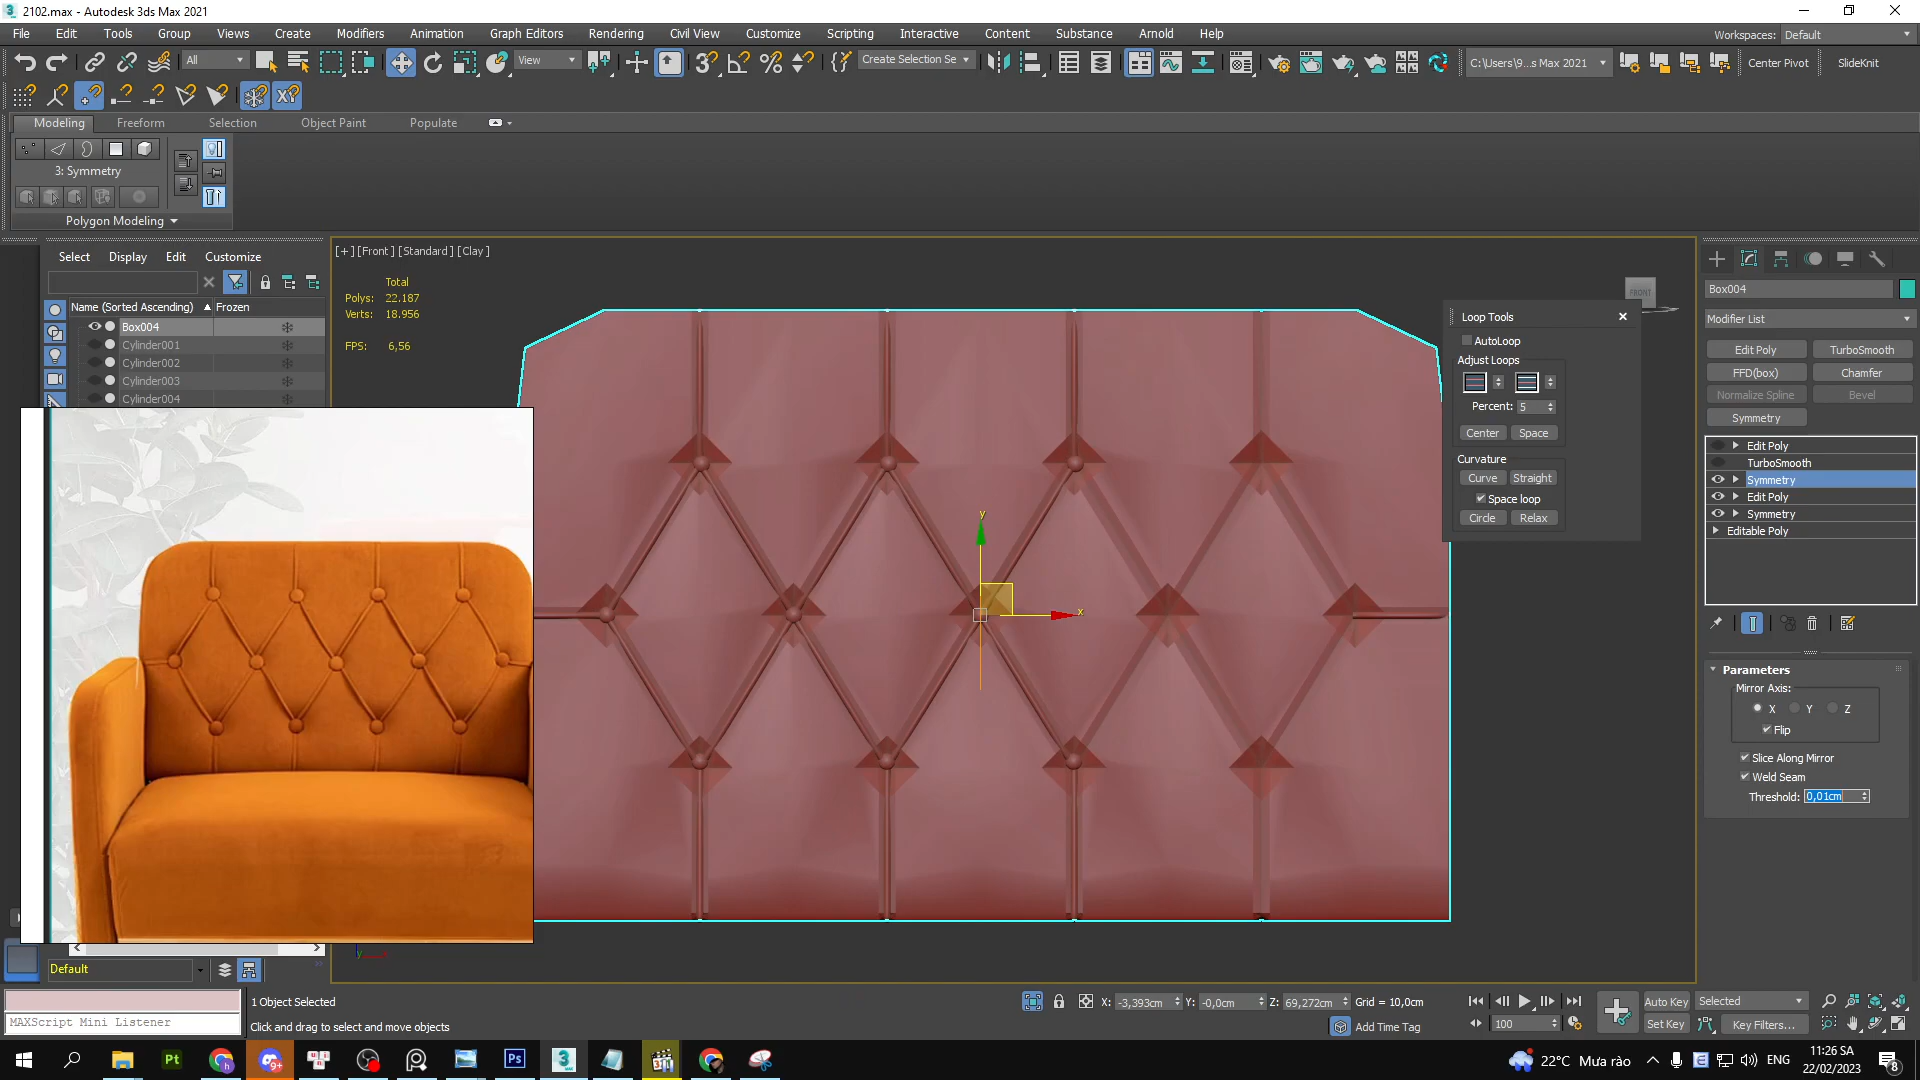 2102.max - Autodesk 3ds Max 2021
File Edit Tools Group Views Create Modifiers Animation Graph Editors Rendering Civil View Customize Scripting Interactive Content Substance Arnold Help
Workspaces: Default
All
View
Create Selection Se
C:\Users\9...s Max 2021
Center Pivot
SlideKnit
XY
Modeling Freeform Selection Object Paint Populate
3: Symmetry
Polygon Modeling
Select Display Edit Customize
Name (Sorted Ascending) Frozen
Box004
Cylinder001
Cylinder002
Cylinder003
Cylinder004
[+] [Front] [Standard] [Clay]
Total
Polys: 22.187
Verts: 18.956
FPS: 6,56
FRONT
y
x
Loop Tools
AutoLoop
Adjust Loops
Percent: 5
Center Space
Curvature
Curve Straight
Space loop
Circle Relax
Box004
Modifier List
Edit Poly TurboSmooth
FFD(box) Chamfer
Normalize Spline Bevel
Symmetry
Edit Poly
TurboSmooth
Symmetry
Edit Poly
Symmetry
Editable Poly
Parameters
Mirror Axis:
X Y Z
Flip
Slice Along Mirror
Weld Seam
Threshold: 0,01cm
Default
MAXScript Mini Listener
1 Object Selected
Click and drag to select and move objects
X: -3,393cm Y: -0,0cm Z: 69,272cm Grid = 10,0cm
Add Time Tag
100
Auto Key Selected
Set Key Key Filters...
Pt
9+
Ps
3
MAX
22°C Mưa rào
E
ENG
11:26 SA
22/02/2023
8